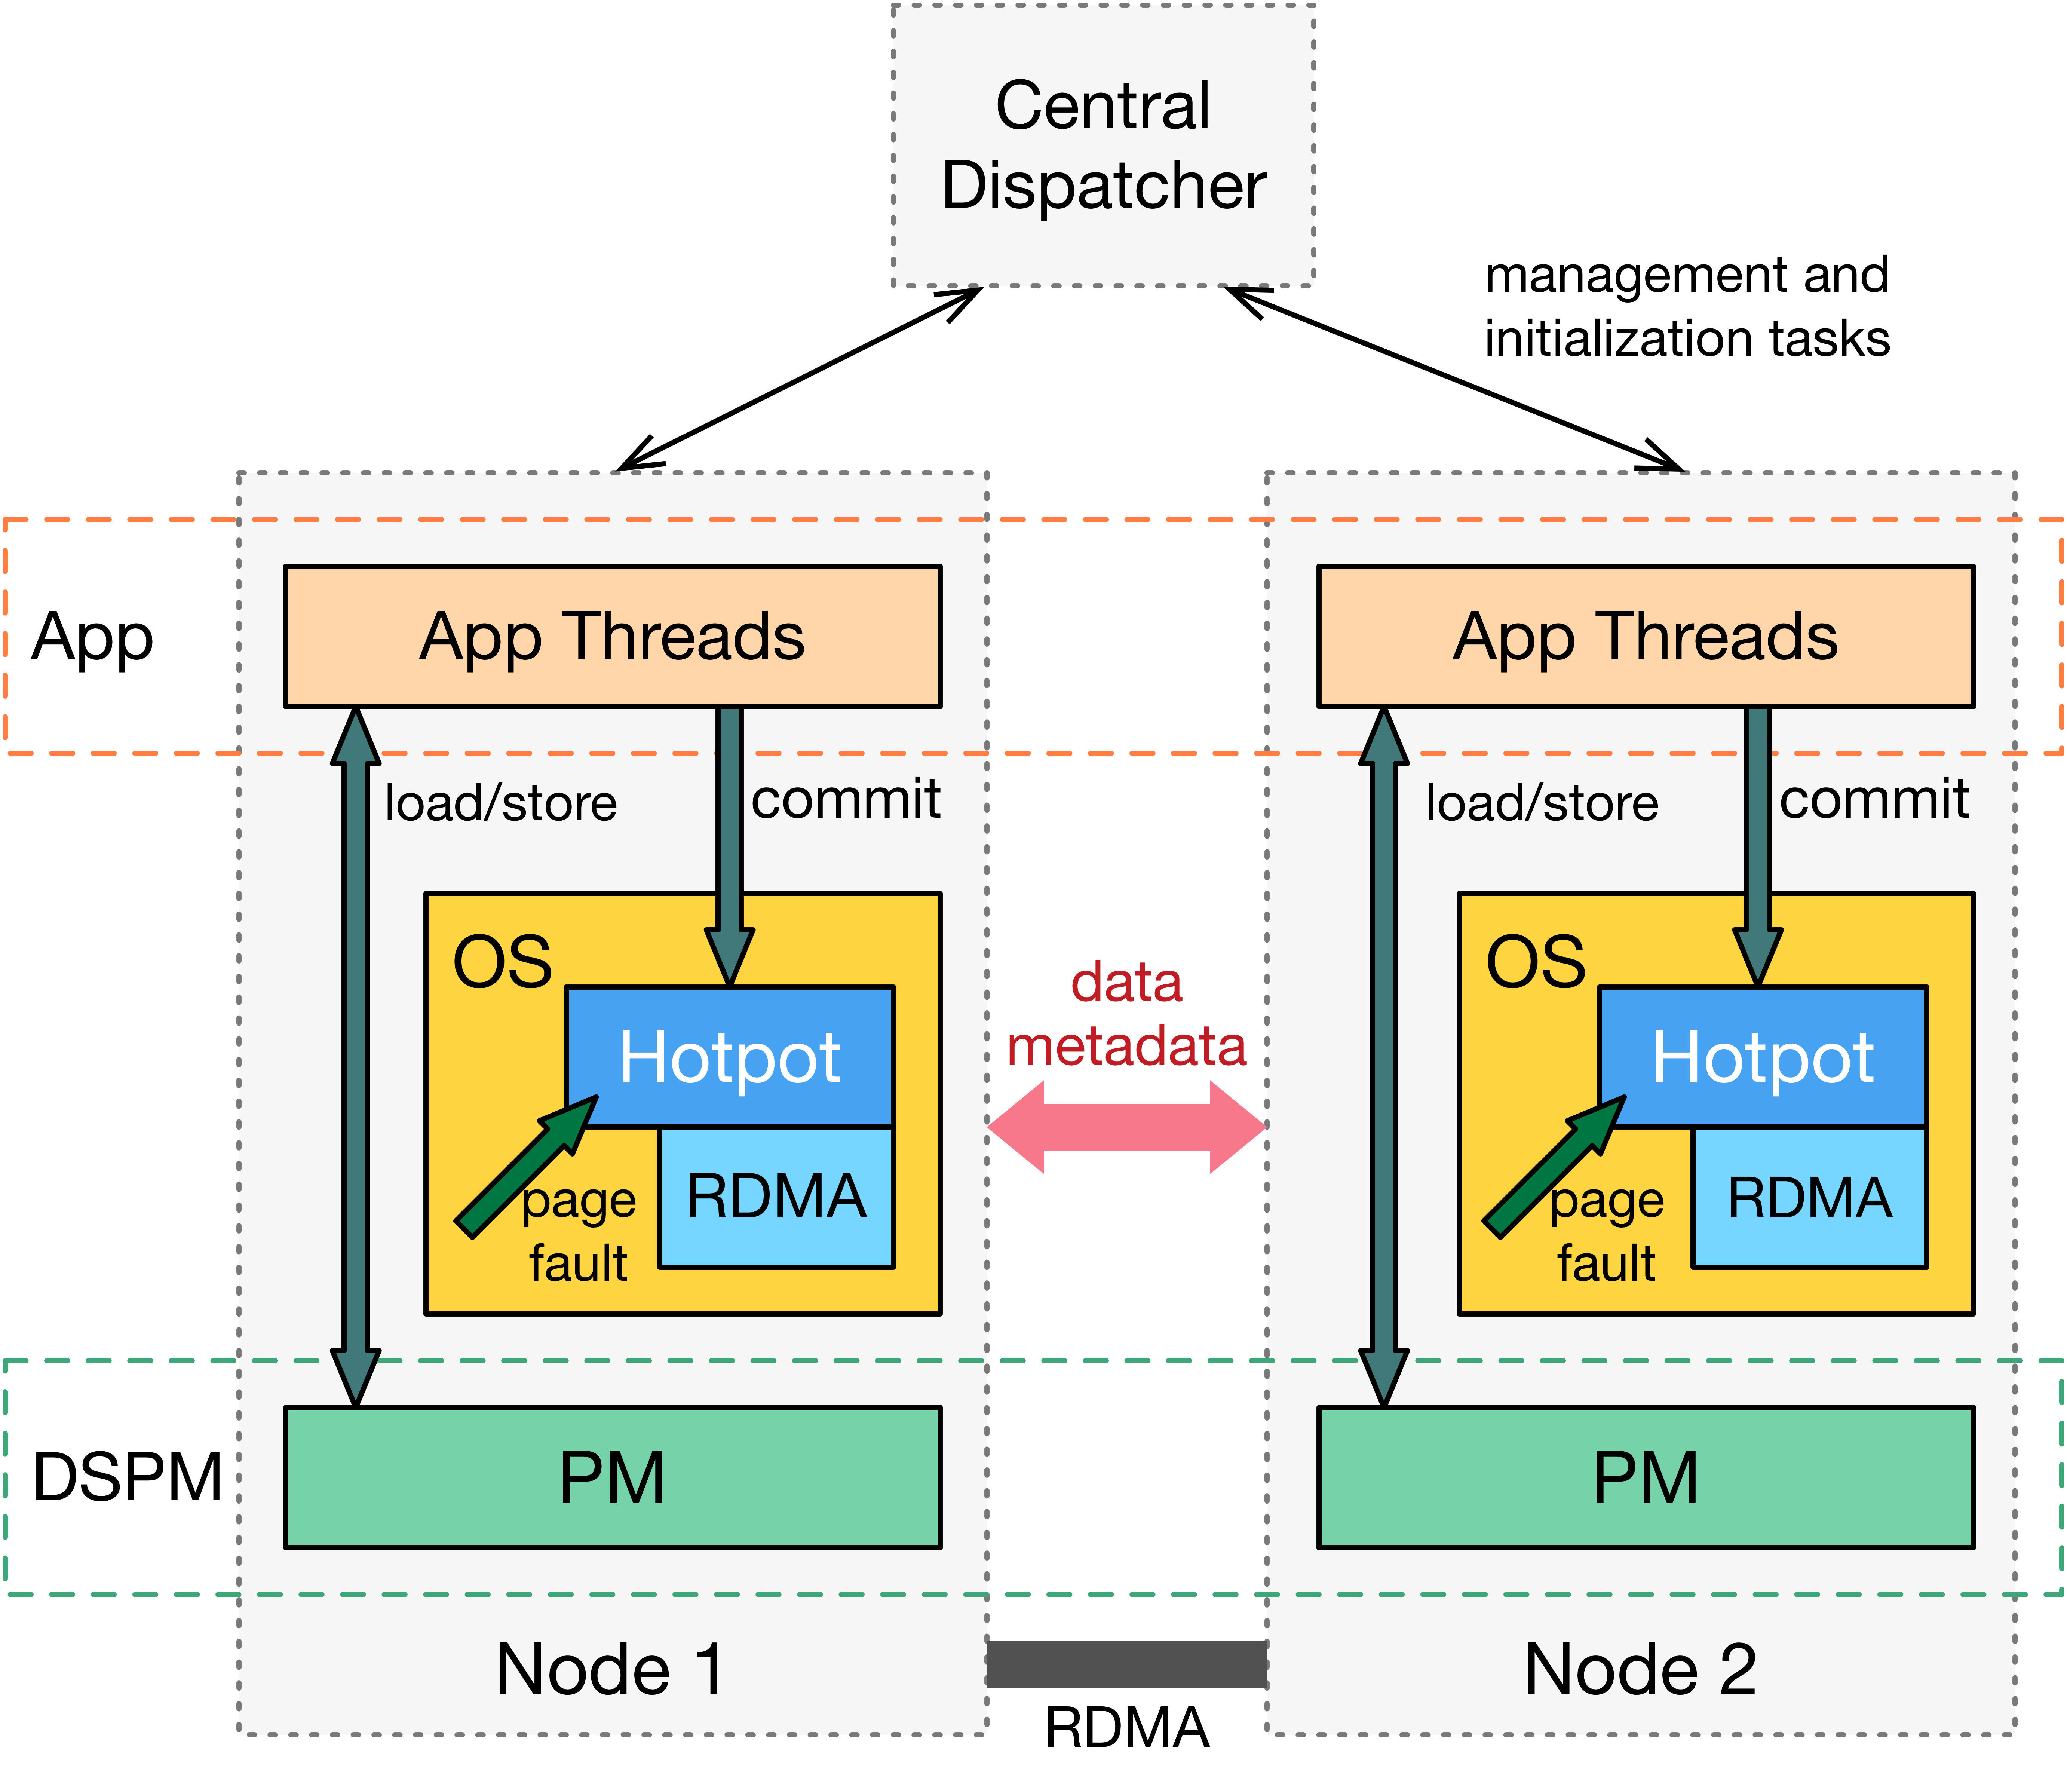 Central
Dispatcher
management and
initialization tasks
App
App Threads
App Threads
load/store
commit
load/store
commit
OS
Hotpot
RDMA
page
fault
data
metadata
OS
Hotpot
RDMA
page
fault
DSPM
PM
PM
Node 1
RDMA
Node 2